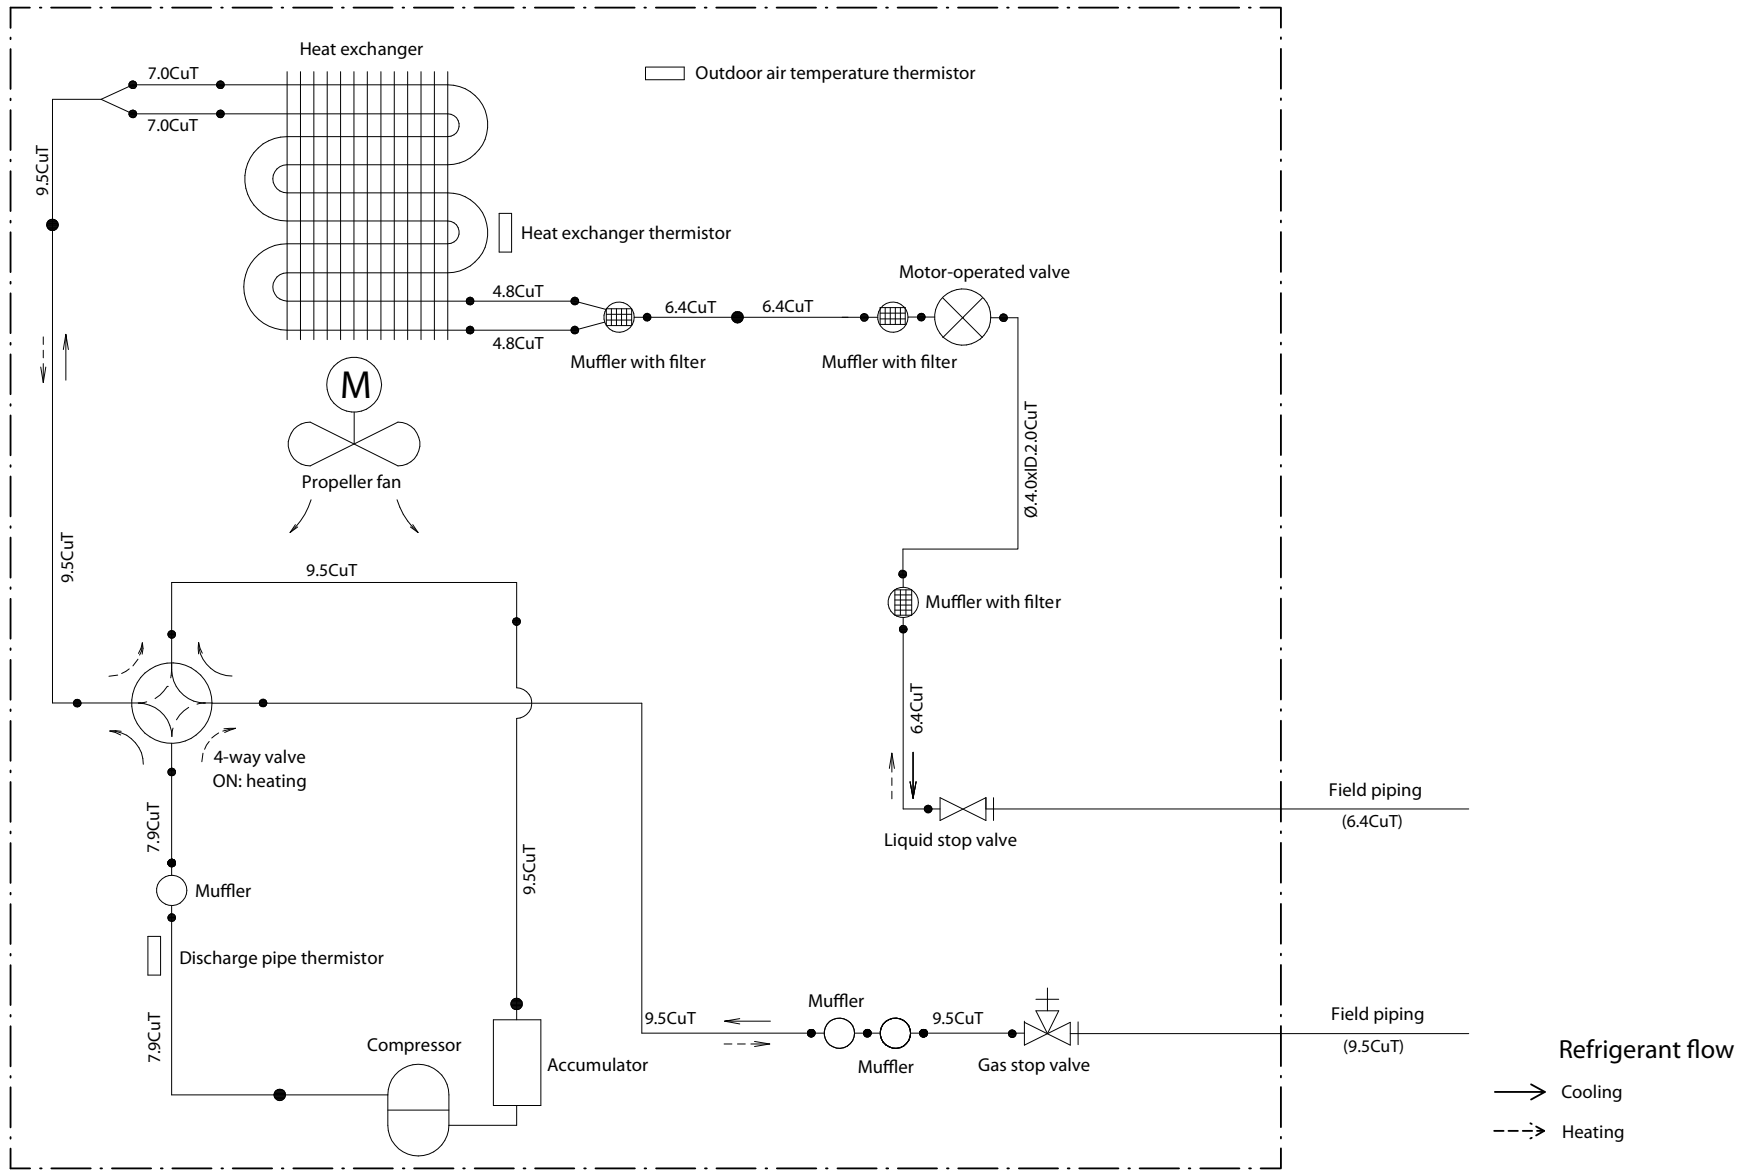 Heat exchanger
7.0CuT
Outdoor air temperature thermistor
7.0CuT
9.5CuT
Heat exchanger thermistor
Motor-operated valve
4.8CuT
6.4CuT
6.4CuT
4.8CuT
Muffler with filter
Muffler with filter
M
Ø.4.0xID.2.0CuT
Propeller fan
9.5CuT
9.5CuT
Muffler with filter
6.4CuT
4-way valve
ON: heating
Field piping
(6.4CuT)
7.9CuT
Liquid stop valve
9.5CuT
Muffler
Discharge pipe thermistor
Muffler
9.5CuT
9.5CuT
Field piping
(9.5CuT)
7.9CuT
Compressor
Accumulator
Muffler
Gas stop valve
Refrigerant flow
Cooling
Heating